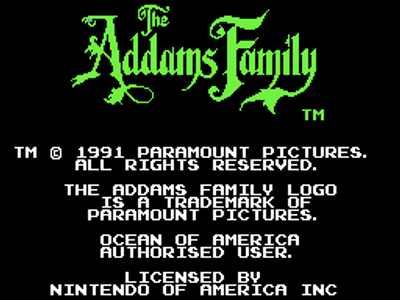 The
Addams Family
TM
TM © 1991 PARAMOUNT PICTURES.
ALL RIGHTS RESERVED.
THE ADDAMS FAMILY LOGO
IS A TRADEMARK OF
PARAMOUNT PICTURES.
OCEAN OF AMERICA
AUTHORISED USER.
LICENSED BY
NINTENDO OF AMERICA INC